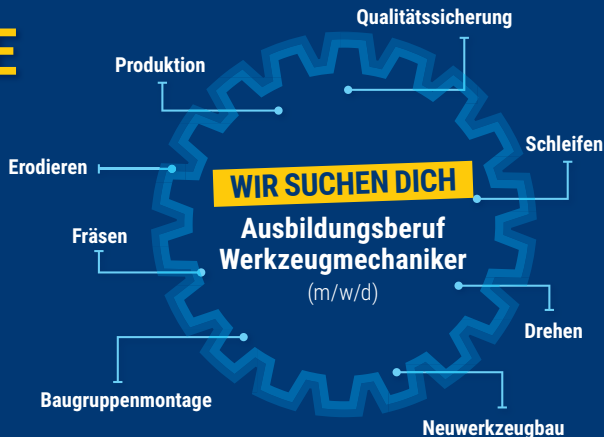 E
Qualitätssicherung
Produktion
Schleifen
Erodieren
WIR SUCHEN DICH
Ausbildungsberuf
Werkzeugmechaniker
(m/w/d)
Fräsen
Drehen
Baugruppenmontage
Neuwerkzeugbau